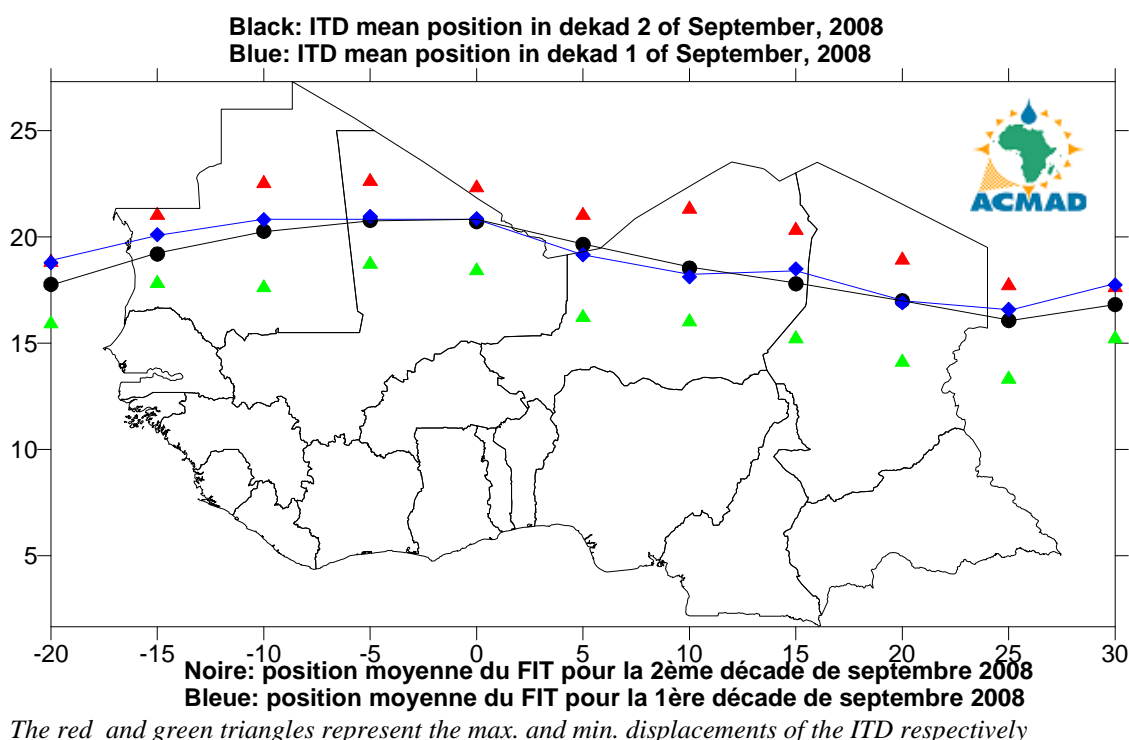 Black: ITD mean position in dekad 2 of September, 2008
Blue: ITD mean position in dekad 1 of September, 2008
25
20
15
10
5
ACMAD
-20 -15 -10 -5 0 5 10 15 20 25 30
Noire: position moyenne du FIT pour la 2ème décade de septembre 2008
Bleue: position moyenne du FIT pour la 1ère décade de septembre 2008
The red and green triangles represent the max. and min. displacements of the ITD respectively